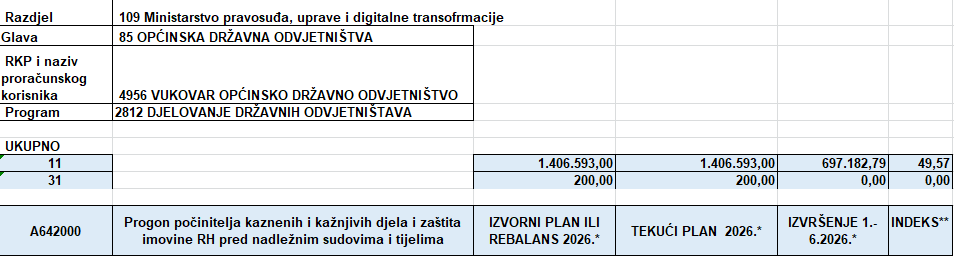 Razdjel 109 Ministarstvo pravosuđa, uprave i digitalne transofrmacije
Glava 85 OPĆINSKA DRŽAVNA ODVJETNIŠTVA
RKP i naziv
proračunskog
korisnika 4956 VUKOVAR OPĆINSKO DRŽAVNO ODVJETNIŠTVO
Program 2812 DJELOVANJE DRŽAVNIH ODVJETNIŠTAVA
UKUPNO
11 1.406.593,00 1.406.593,00 697.182,79 49,57
31 200,00 200,00 0,00 0,00
A642000 Progon počinitelja kaznenih i kažnjivih djela i zaštita
imovine RH pred nadležnim sudovima i tijelima
IZVORNI PLAN ILI
REBALANS 2026.*
TEKUĆI PLAN 2026.*
IZVRŠENJE 1.-
6.2026.*
INDEKS**